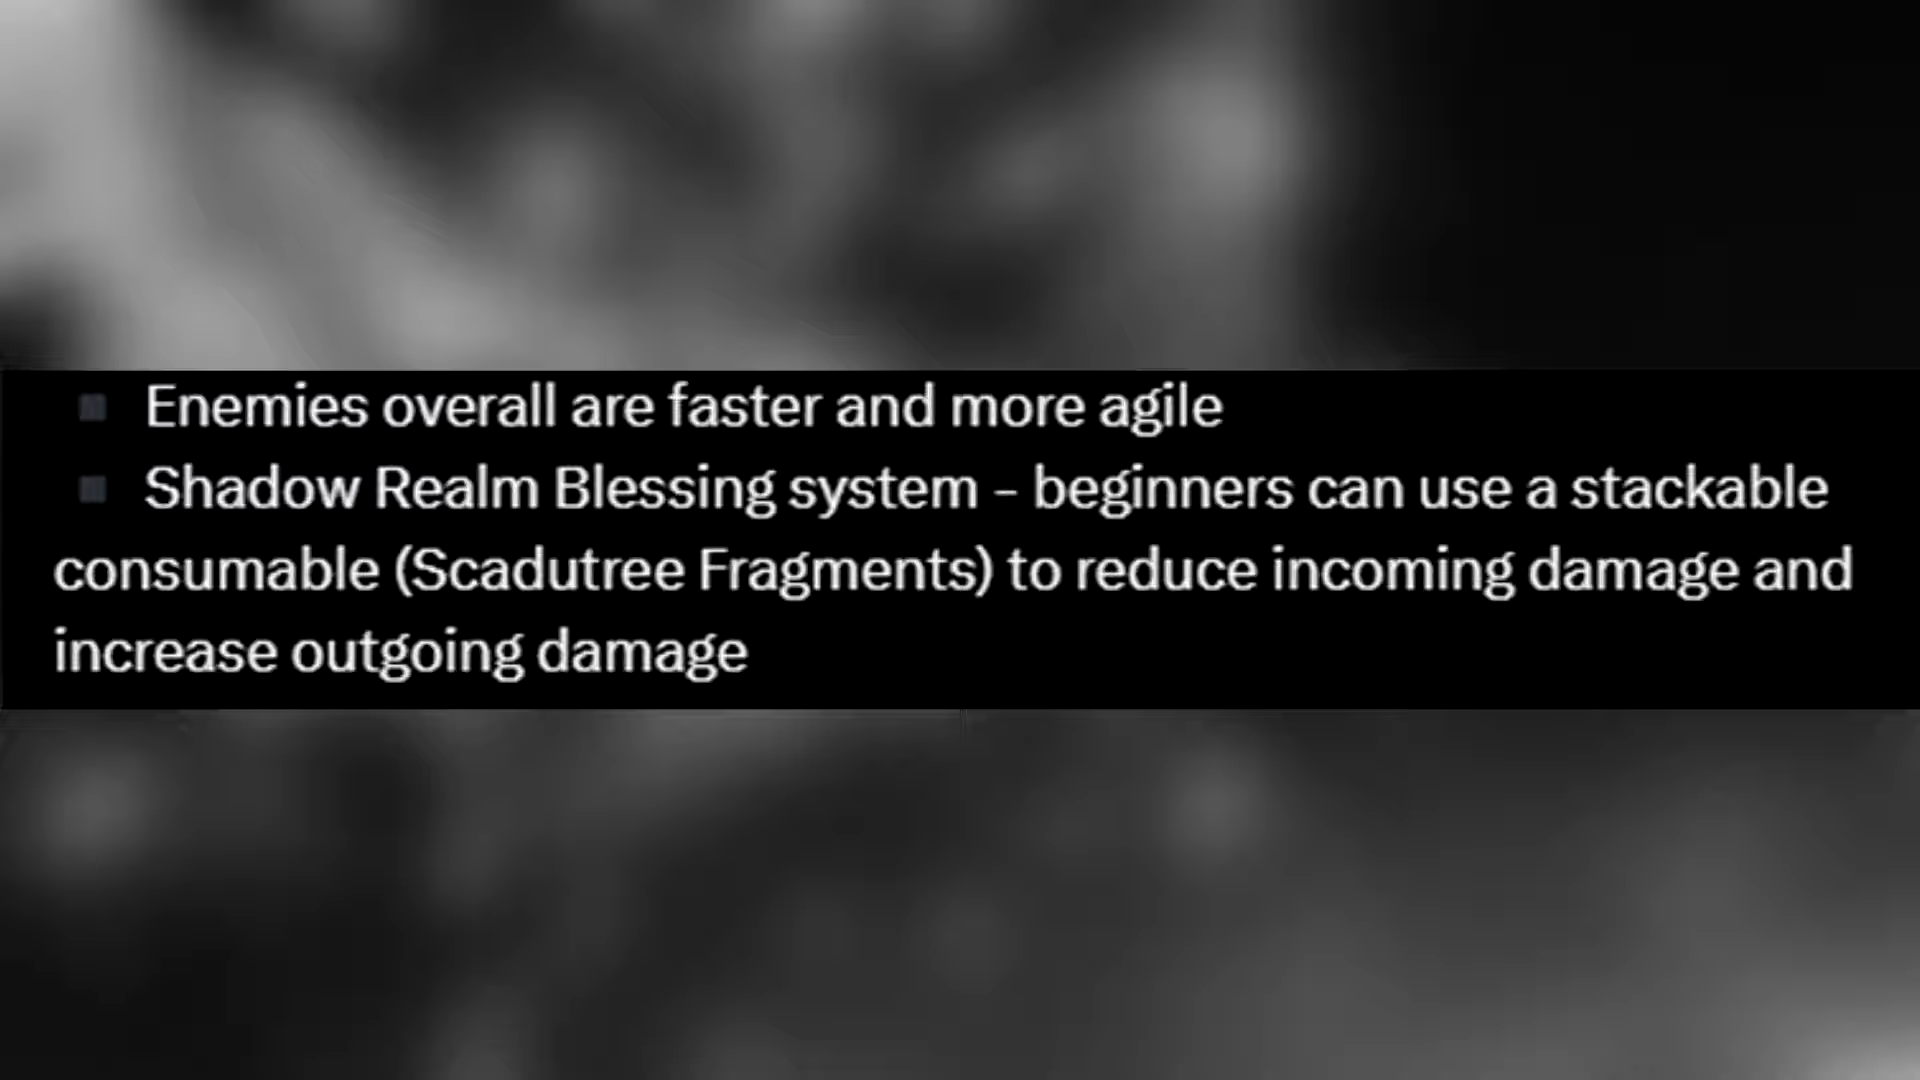 ▪ Enemies overall are faster and more agile
▪ Shadow Realm Blessing system – beginners can use a stackable
consumable (Scadutree Fragments) to reduce incoming damage and
increase outgoing damage